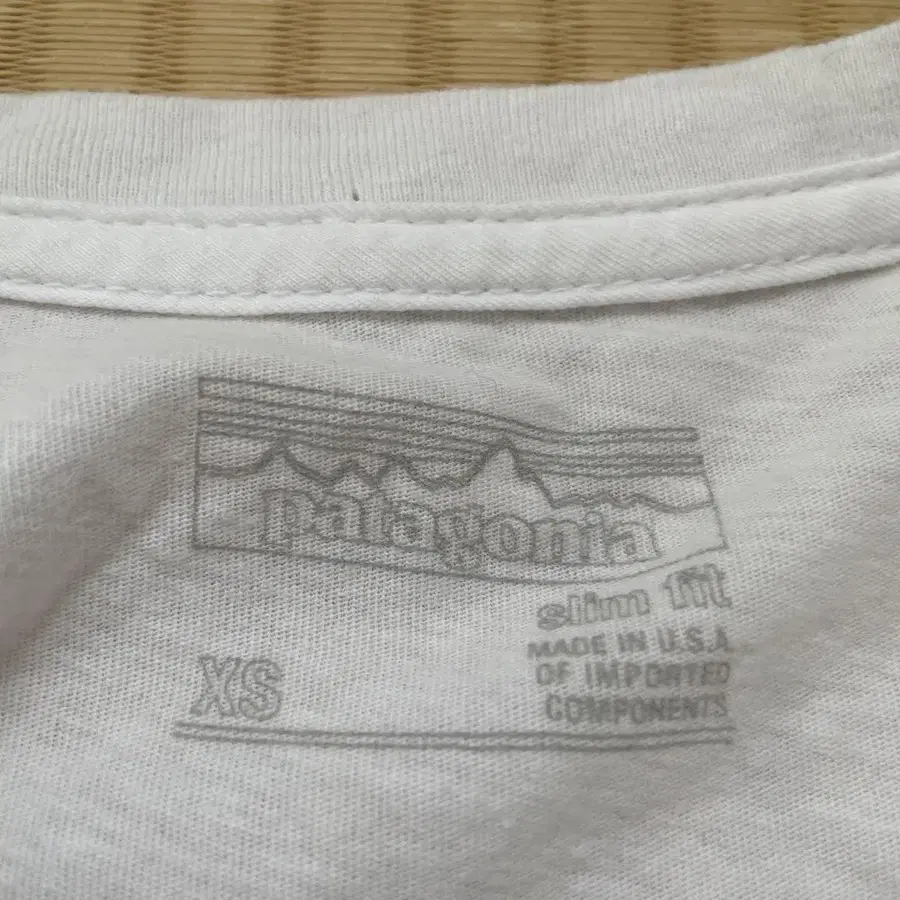 patagonia
slim fit
MADE IN U.S.A.
OF IMPORTED
COMPONENTS
XS